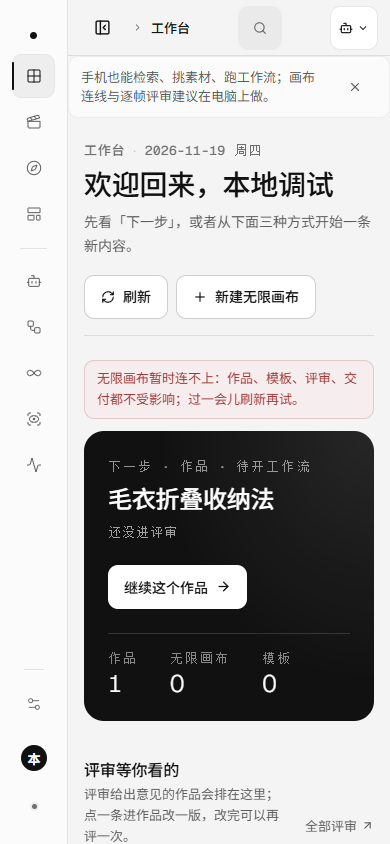 工作台
手机也能检索、挑素材、跑工作流；画布
连线与逐帧评审建议在电脑上做。
工作台 · 2026-11-19 周四
欢迎回来，本地调试
先看「下一步」，或者从下面三种方式开始一条
新内容。
刷新
新建无限画布
无限画布暂时连不上：作品、模板、评审、交
付都不受影响；过一会儿刷新再试。
下一步 · 作品 · 待开工作流
毛衣折叠收纳法
还没进评审
继续这个作品
作品 无限画布 模板
1 0 0
本
评审等你看的
评审给出意见的作品会排在这里；
点一条进作品改一版，改完可以再
评一次。
全部评审